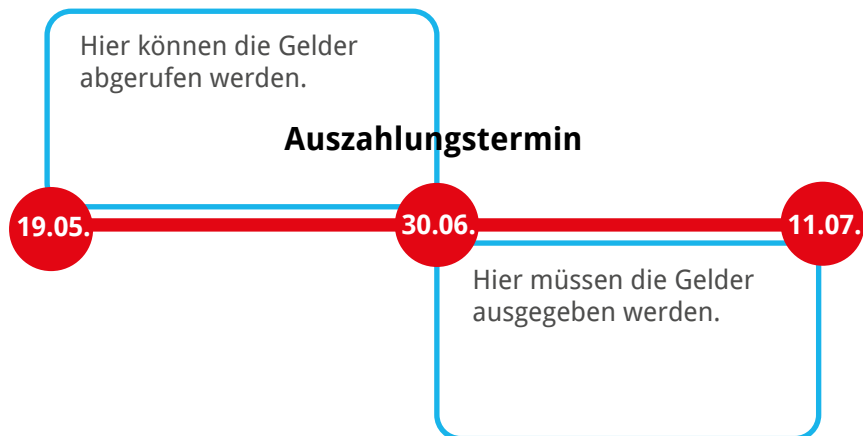 Hier können die Gelder
abgerufen werden.
Auszahlungstermin
19.05.
30.06.
11.07.
Hier müssen die Gelder
ausgegeben werden.